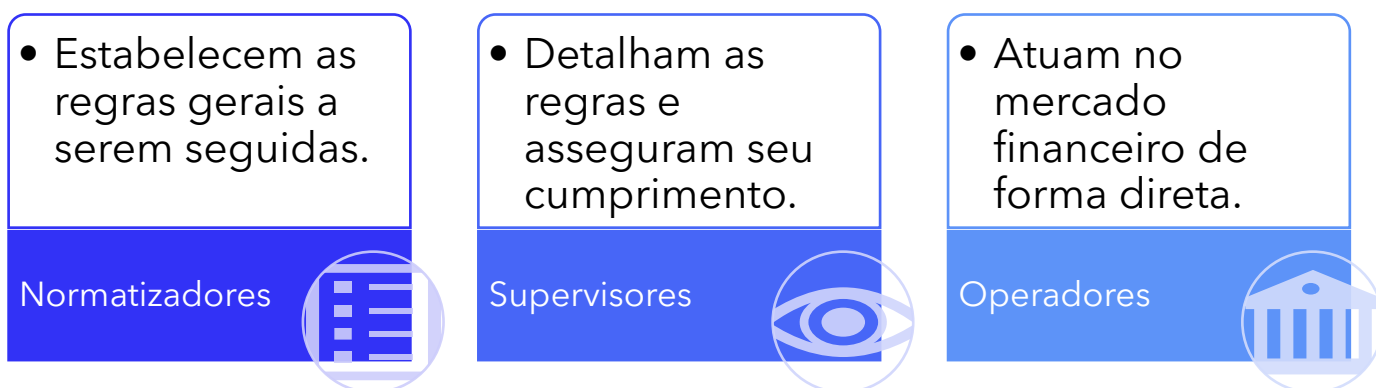 • Estabelecem as
regras gerais a
serem seguidas.
Normatizadores
• Detalham as
regras e
asseguram seu
cumprimento.
Supervisores
• Atuam no
mercado
financeiro de
forma direta.
Operadores